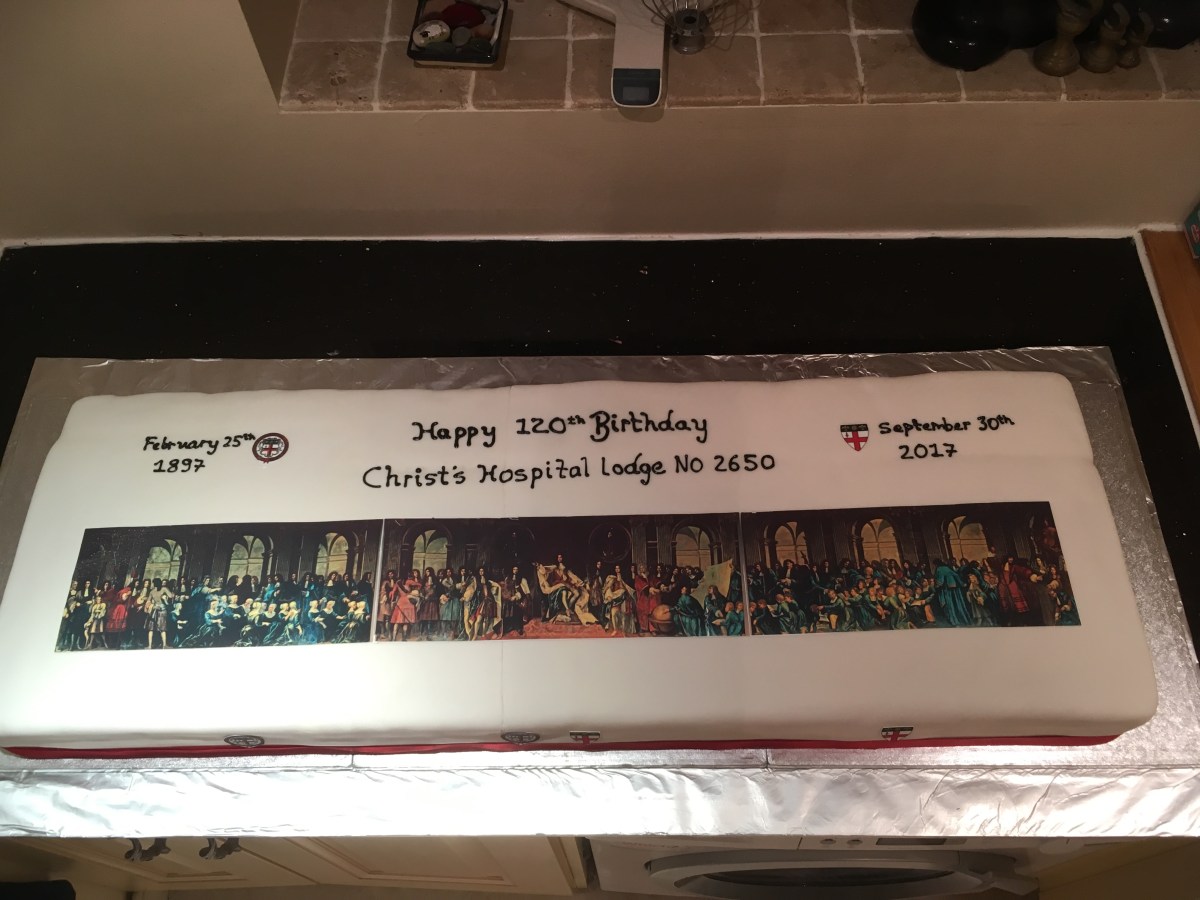 Happy 120th Birthday
Christ's Hospital Lodge NO 2650
February 25th
1897
September 30th
2017